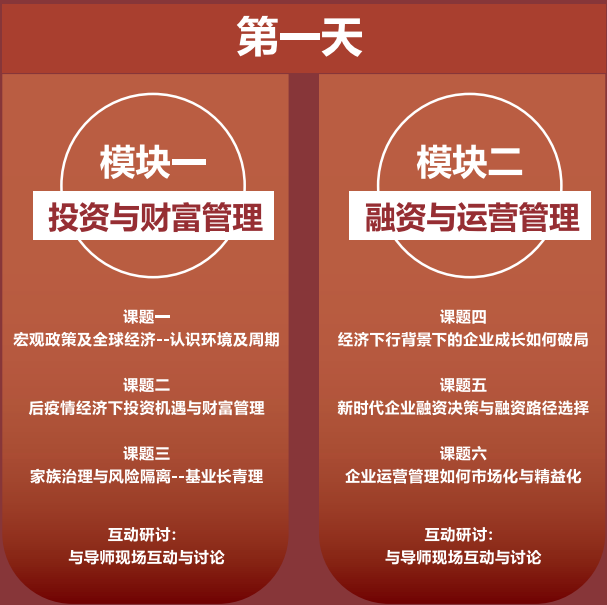 第一天
模块一
投资与财富管理
课题一
宏观政策及全球经济--认识环境及周期
课题二
后疫情经济下投资机遇与财富管理
课题三
家族治理与风险隔离--基业长青理
互动研讨：
与导师现场互动与讨论
模块二
融资与运营管理
课题四
经济下行背景下的企业成长如何破局
课题五
新时代企业融资决策与融资路径选择
课题六
企业运营管理如何市场化与精益化
互动研讨：
与导师现场互动与讨论